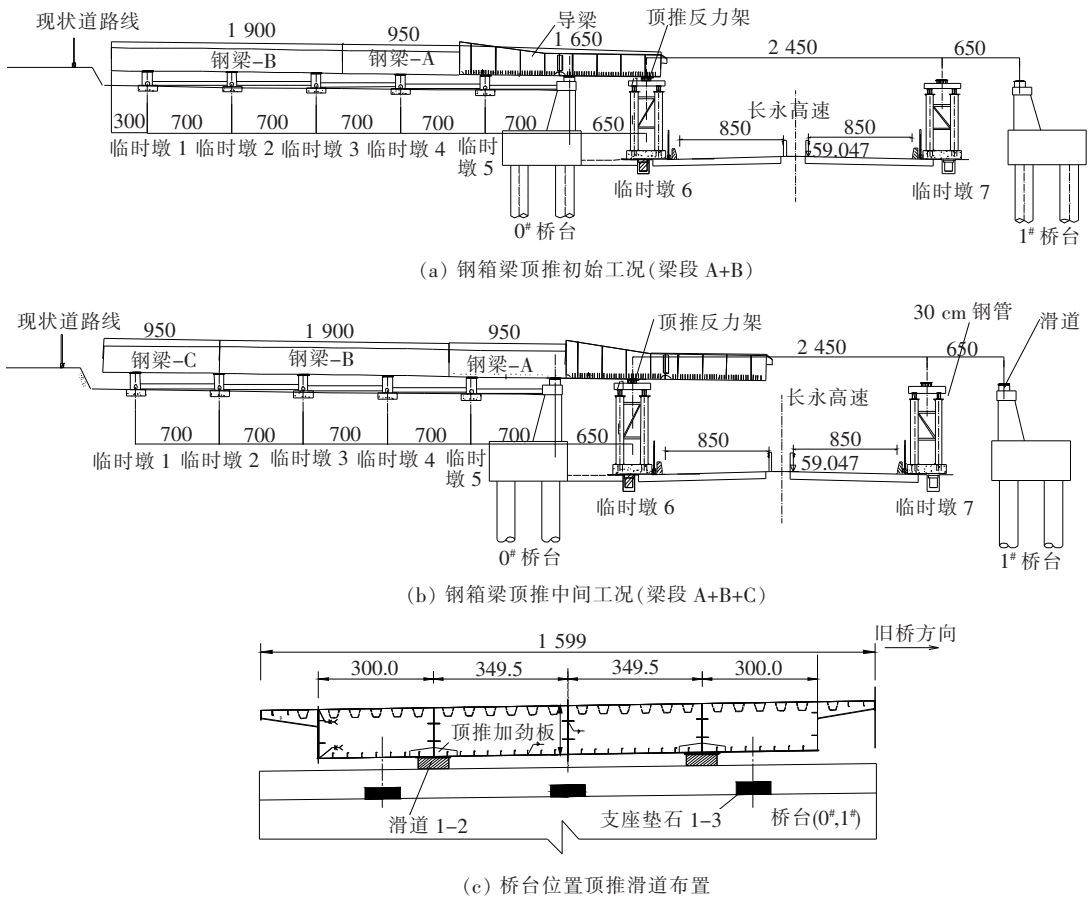 现状道路线
导梁
顶推反力架
1 900
950
1 650
2 450
650
钢梁-B
钢梁-A
长永高速
300
700
700
700
700
700
650
850
850
59.047
临时墩 1
临时墩 2
临时墩 3
临时墩 4
临时
墩 5
临时墩 6
临时墩 7
0# 桥台
1# 桥台
(a) 钢箱梁顶推初始工况(梁段 A+B)
现状道路线
顶推反力架
30 cm 钢管
滑道
950
1 900
950
2 450
650
钢梁-C
钢梁-B
钢梁-A
长永高速
700
700
700
700
700
650
850
850
59.047
临时墩 1
临时墩 2
临时墩 3
临时墩 4
临时
墩 5
临时墩 6
临时墩 7
0# 桥台
1# 桥台
(b) 钢箱梁顶推中间工况(梁段 A+B+C)
旧桥方向
1 599
300.0
349.5
349.5
300.0
顶推加劲板
滑道 1-2
支座垫石 1-3
桥台(0#,1#)
(c) 桥台位置顶推滑道布置